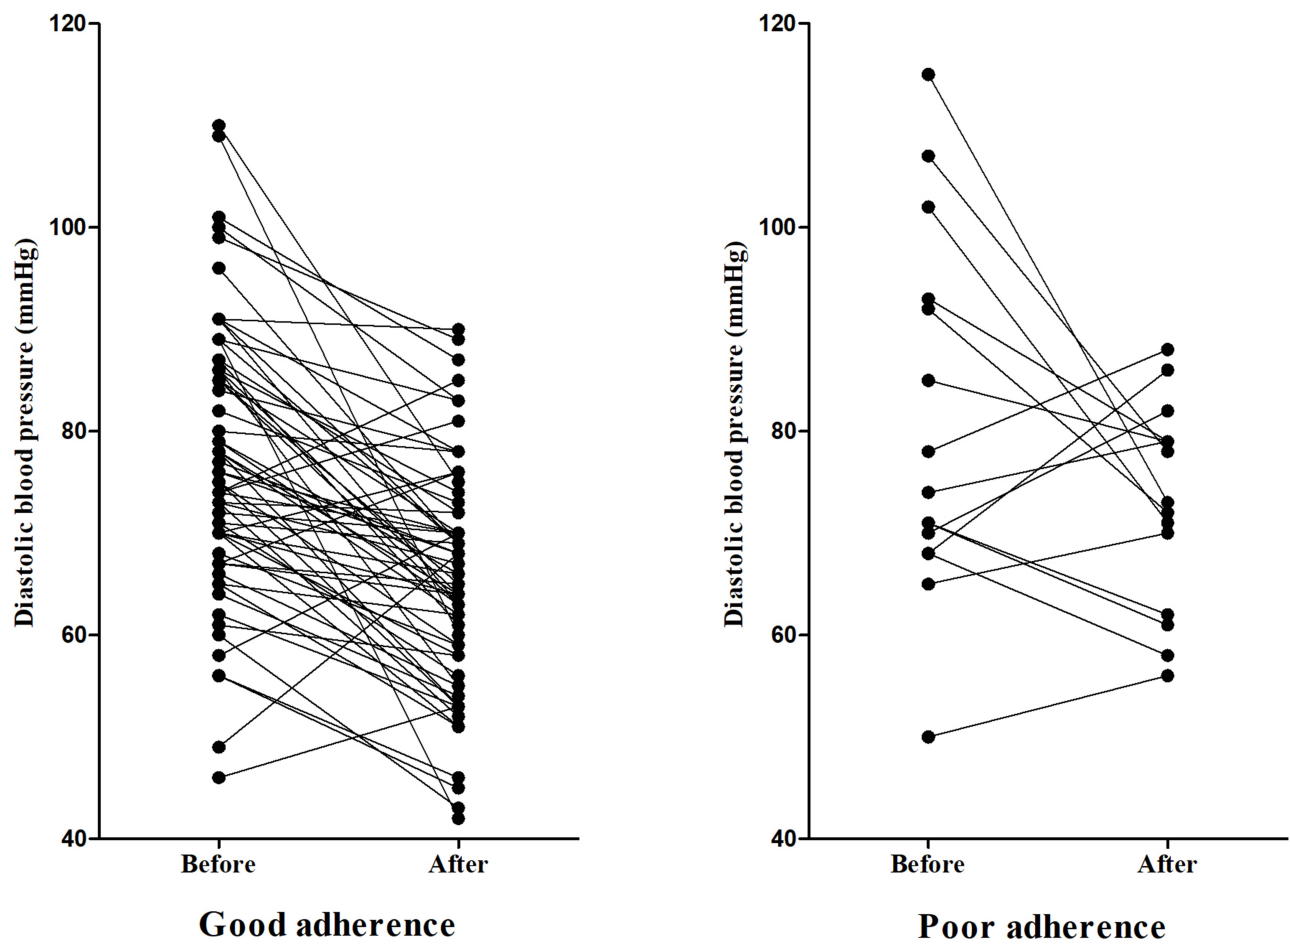 120
100
80
60
40
Diastolic blood pressure (mmHg)
Before
After
Good adherence
120
100
80
60
40
Diastolic blood pressure (mmHg)
Before
After
Poor adherence